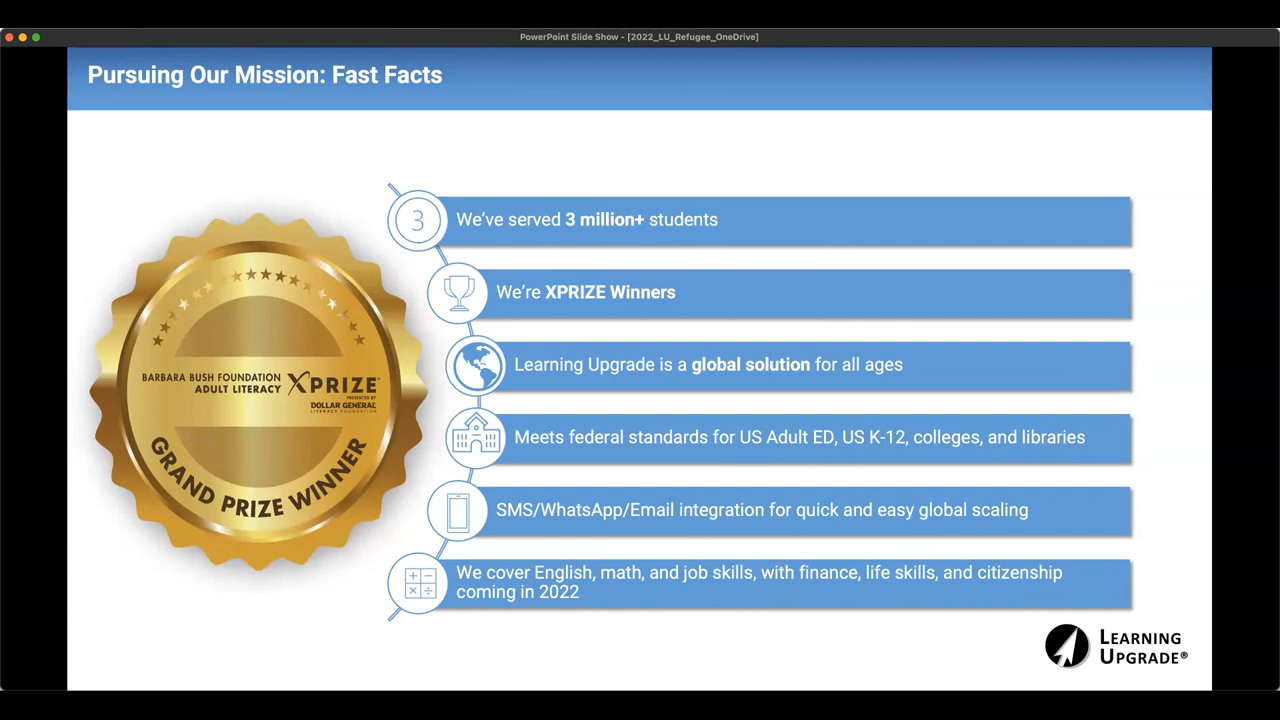 PowerPoint Slide Show - [2022_LU_Refugee_OneDrive]
Pursuing Our Mission: Fast Facts
3
We've served 3 million+ students
We're XPRIZE Winners
Learning Upgrade is a global solution for all ages
Meets federal standards for US Adult ED, US K-12, colleges, and libraries
SMS/WhatsApp/Email integration for quick and easy global scaling
We cover English, math, and job skills, with finance, life skills, and citizenship
coming in 2022
BARBARA BUSH FOUNDATION
ADULT LITERACY
XPRIZE
PRESENTED BY
DOLLAR GENERAL
LITERACY FOUNDATION
GRAND PRIZE WINNER
LEARNING
UPGRADE®